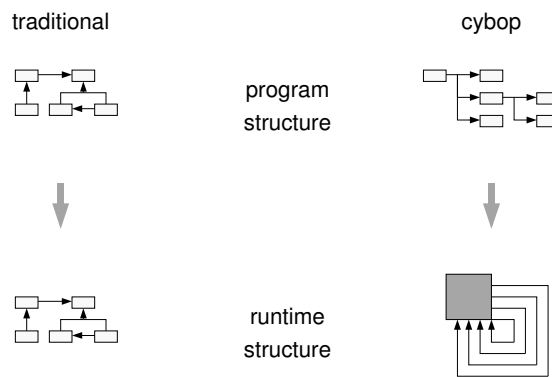 traditional
cybop
program
structure
runtime
structure